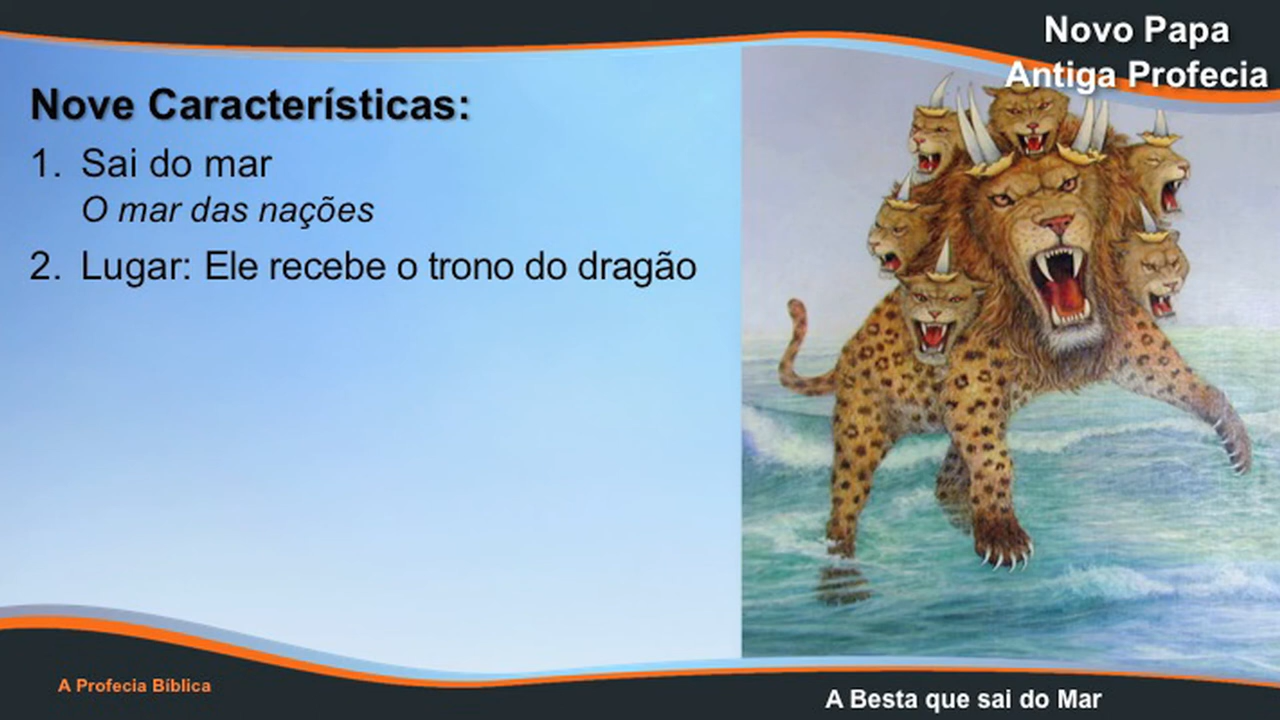 Novo Papa
Antiga Profecia
Nove Características:
1. Sai do mar
O mar das nações
2. Lugar: Ele recebe o trono do dragão
A Profecia Bíblica
A Besta que sai do Mar